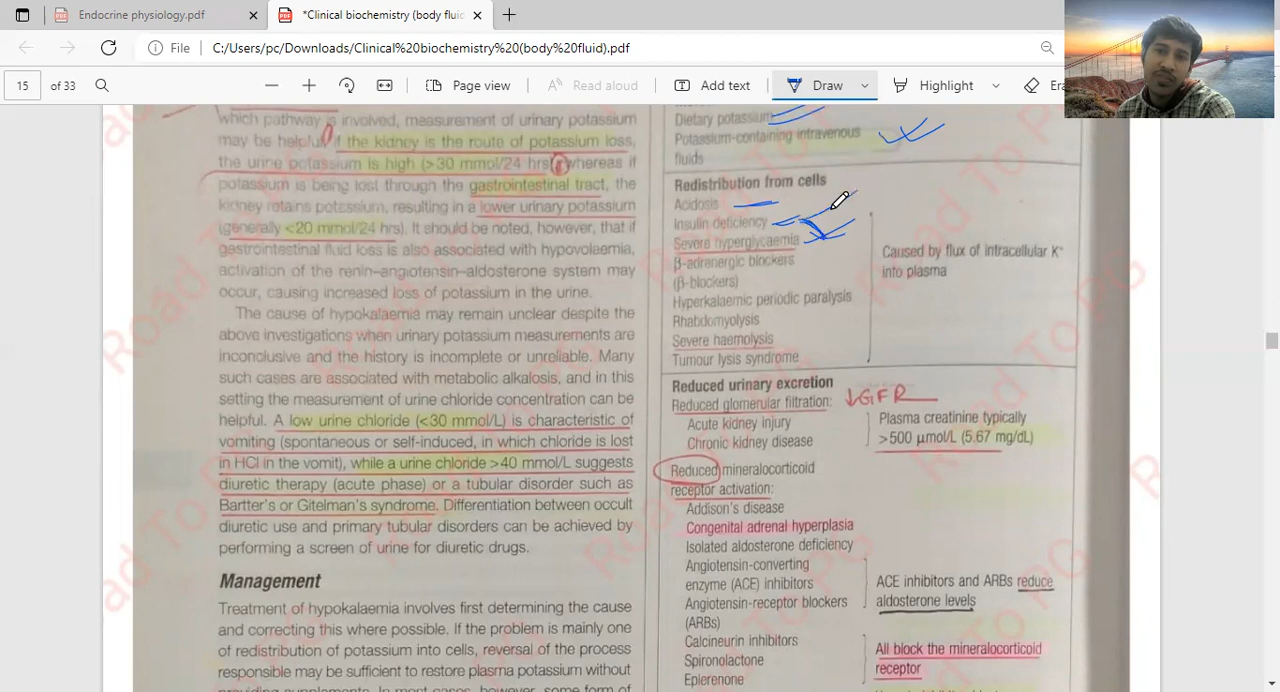 Endocrine physiology.pdf
*Clinical biochemistry (body fluid
File
C:/Users/pc/Downloads/Clinical%20biochemistry%20(body%20fluid).pdf
15 of 33
Page view
Read aloud
Add text
Draw
Highlight
Era
which pathway is involved, measurement of urinary potassium
may be helpful. If the kidney is the route of potassium loss,
the urine potassium is high (>30 mmol/24 hrs), whereas if
potassium is being lost through the gastrointestinal tract, the
kidney retains potassium, resulting in a lower urinary potassium
(generally <20 mmol/24 hrs). It should be noted, however, that if
gastrointestinal fluid loss is also associated with hypovolaemia,
activation of the renin–angiotensin–aldosterone system may
occur, causing increased loss of potassium in the urine.
The cause of hypokalaemia may remain unclear despite the
above investigations when urinary potassium measurements are
inconclusive and the history is incomplete or unreliable. Many
such cases are associated with metabolic alkalosis, and in this
setting the measurement of urine chloride concentration can be
helpful. A low urine chloride (<30 mmol/L) is characteristic of
vomiting (spontaneous or self-induced, in which chloride is lost
in HCl in the vomit), while a urine chloride >40 mmol/L suggests
diuretic therapy (acute phase) or a tubular disorder such as
Bartter's or Gitelman's syndrome. Differentiation between occult
diuretic use and primary tubular disorders can be achieved by
performing a screen of urine for diuretic drugs.
Management
Treatment of hypokalaemia involves first determining the cause
and correcting this where possible. If the problem is mainly one
of redistribution of potassium into cells, reversal of the process
responsible may be sufficient to restore plasma potassium without
providing supplements. In most cases, however, some form of
Dietary potassium
Potassium-containing intravenous
fluids
Redistribution from cells
Acidosis
Insulin deficiency
Severe hyperglycaemia
β-adrenergic blockers
(β-blockers)
Hyperkalaemic periodic paralysis
Rhabdomyolysis
Severe haemolysis
Tumour lysis syndrome
Caused by flux of intracellular K⁺
into plasma
Reduced urinary excretion
Reduced glomerular filtration: ↓GFR
Acute kidney injury
Chronic kidney disease
Plasma creatinine typically
>500 μmol/L (5.67 mg/dL)
Reduced mineralocorticoid
receptor activation:
Addison's disease
Congenital adrenal hyperplasia
Isolated aldosterone deficiency
Angiotensin-converting
enzyme (ACE) inhibitors
Angiotensin-receptor blockers
(ARBs)
ACE inhibitors and ARBs reduce
aldosterone levels
Calcineurin inhibitors
Spironolactone
Eplerenone
All block the mineralocorticoid
receptor
Road To PG